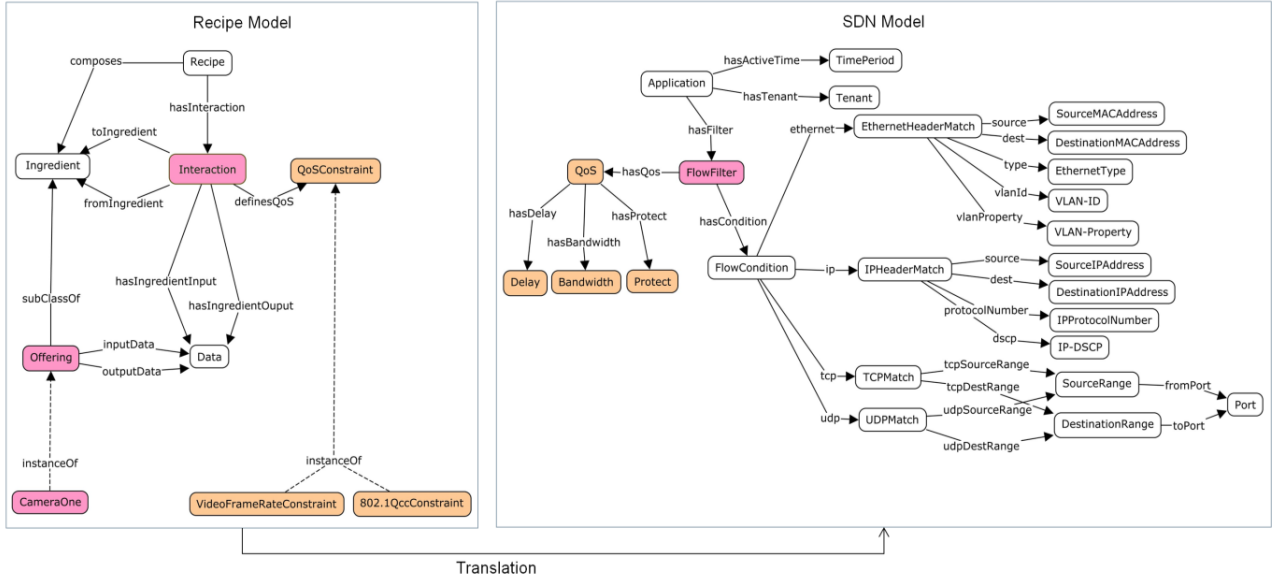 Recipe Model
composes
Recipe
hasInteraction
toIngredient
Ingredient
Interaction
QoSConstraint
fromIngredient
definesQoS
hasIngredientInput
subClassOf
hasIngredientOuput
inputData
Offering
Data
outputData
instanceOf
instanceOf
CameraOne
VideoFrameRateConstraint
802.1QccConstraint
SDN Model
hasActiveTime
TimePeriod
Application
hasTenant
Tenant
hasFilter
ethernet
EthernetHeaderMatch
source
SourceMACAddress
dest
DestinationMACAddress
type
EthernetType
vlanId
VLAN-ID
vlanProperty
VLAN-Property
QoS
hasQos
FlowFilter
hasDelay
hasProtect
hasBandwidth
hasCondition
Delay
Bandwidth
Protect
FlowCondition
ip
IPHeaderMatch
source
SourceIPAddress
dest
DestinationIPAddress
protocolNumber
IPProtocolNumber
dscp
IP-DSCP
tcp
TCPMatch
tcpSourceRange
tcpDestRange
SourceRange
fromPort
Port
udp
UDPMatch
udpSourceRange
udpDestRange
DestinationRange
toPort
Translation